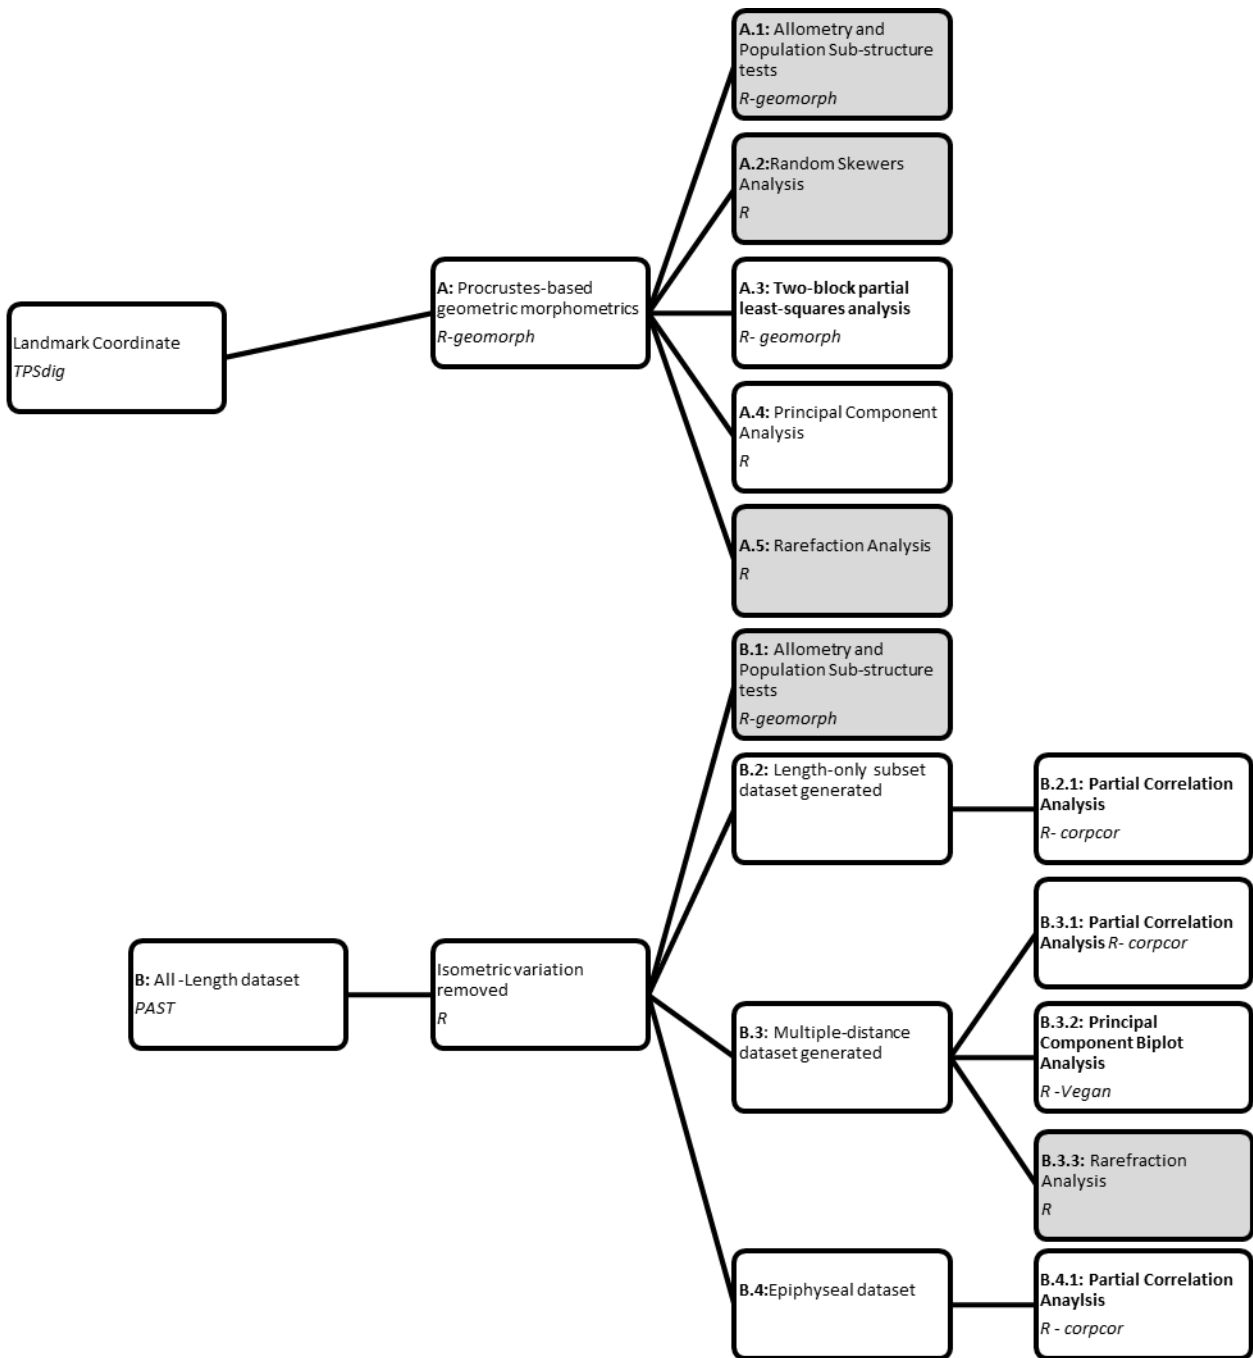 A.1: Allometry and
Population Sub-structure
tests
R-geomorph
A.2:Random Skewers
Analysis
R
A: Procrustes-based
geometric morphometrics
R-geomorph
A.3: Two-block partial
least-squares analysis
R- geomorph
Landmark Coordinate
TPSdig
A.4: Principal Component
Analysis
R
A.5: Rarefaction Analysis
R
B.1: Allometry and
Population Sub-structure
tests
R-geomorph
B.2: Length-only subset
dataset generated
B.2.1: Partial Correlation
Analysis
R- corpcor
B.3.1: Partial Correlation
Analysis R- corpcor
B: All -Length dataset
PAST
Isometric variation
removed
R
B.3: Multiple-distance
dataset generated
B.3.2: Principal
Component Biplot
Analysis
R -Vegan
B.3.3: Rarefraction
Analysis
R
B.4:Epiphyseal dataset
B.4.1: Partial Correlation
Anaylsis
R - corpcor